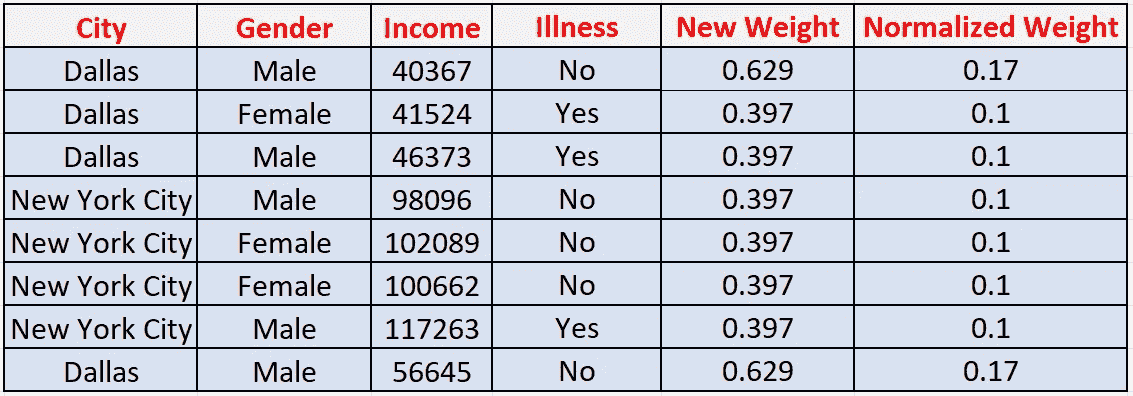 City Gender Income Illness New Weight Normalized Weight
Dallas Male 40367 No 0.629 0.17
Dallas Female 41524 Yes 0.397 0.1
Dallas Male 46373 Yes 0.397 0.1
New York City Male 98096 No 0.397 0.1
New York City Female 102089 No 0.397 0.1
New York City Female 100662 No 0.397 0.1
New York City Male 117263 Yes 0.397 0.1
Dallas Male 56645 No 0.629 0.17